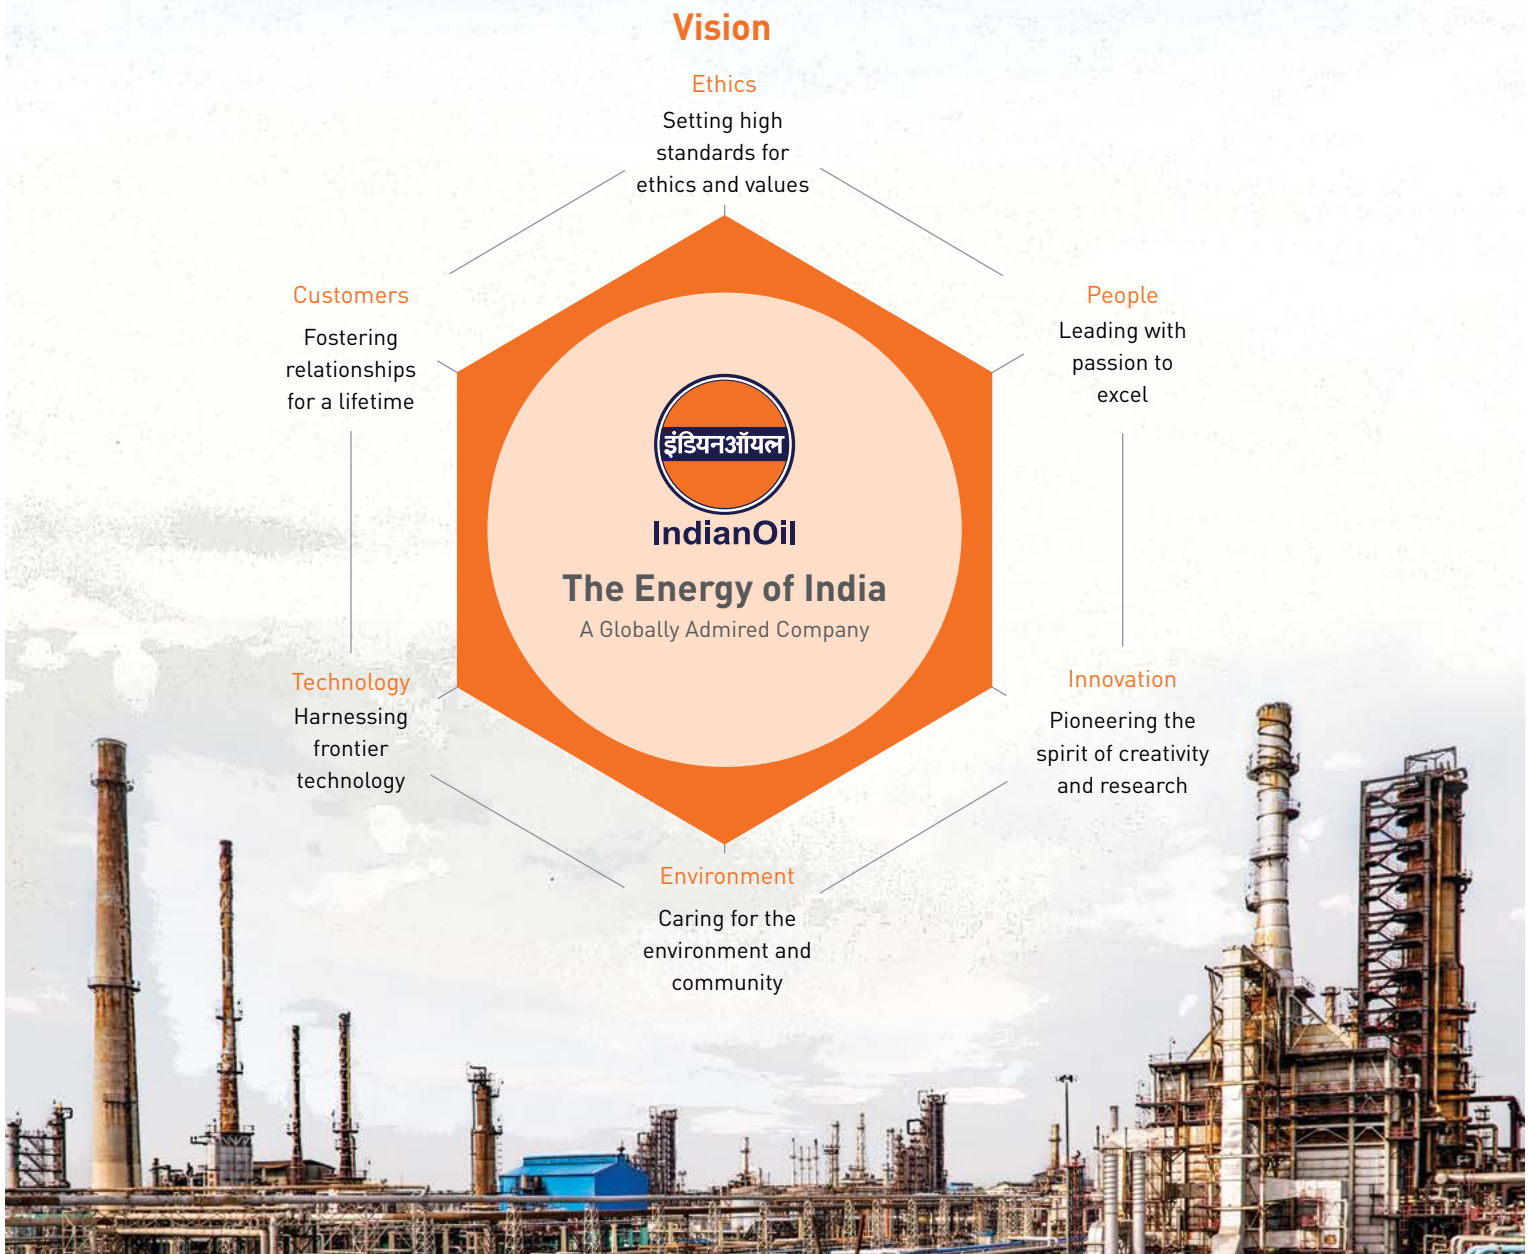 Vision
Ethics
Setting high
standards for
ethics and values
Customers
Fostering
relationships
for a lifetime
People
Leading with
passion to
excel
इंडियनऑयल
IndianOil
The Energy of India
A Globally Admired Company
Technology
Harnessing
frontier
technology
Innovation
Pioneering the
spirit of creativity
and research
Environment
Caring for the
environment and
community